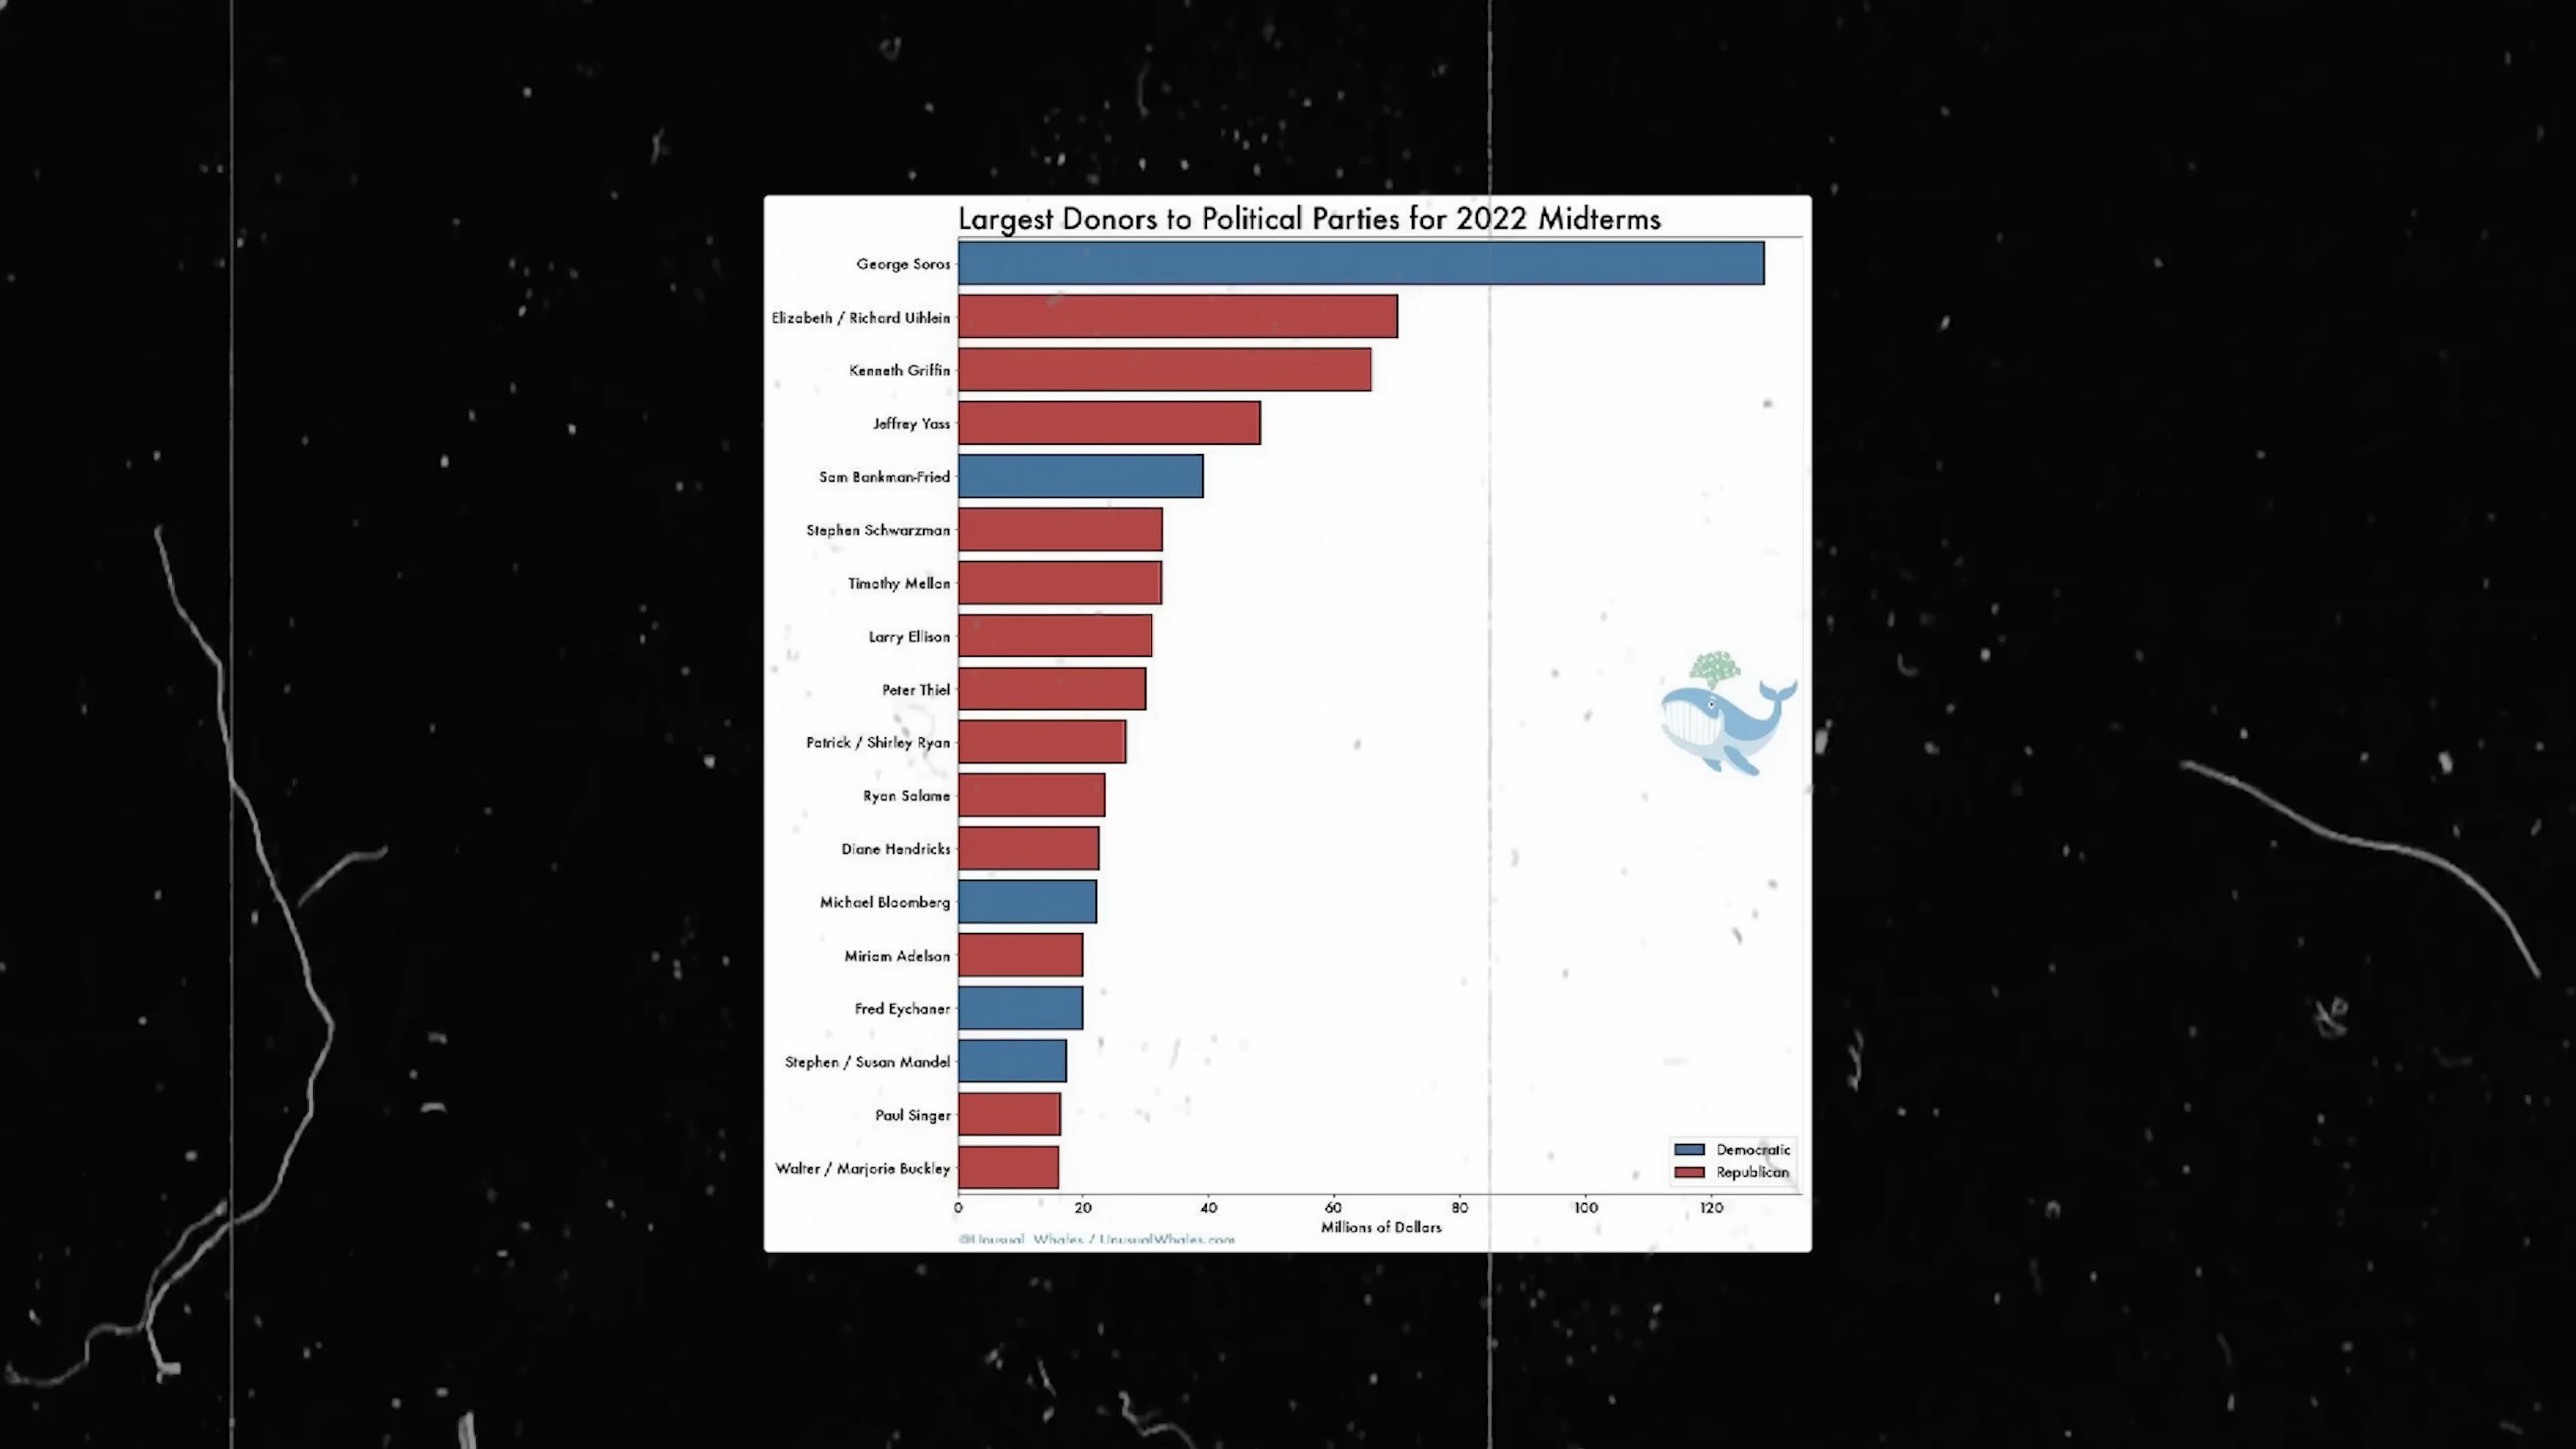 Largest Donors to Political Parties for 2022 Midterms
George Soros
Elizabeth / Richard Uihlein
Kenneth Griffin
Jeffrey Yass
Sam Bankman-Fried
Stephen Schwarzman
Timothy Mellon
Larry Ellison
Peter Thiel
Patrick / Shirley Ryan
Ryan Salame
Diane Hendricks
Michael Bloomberg
Miriam Adelson
Fred Eychaner
Stephen / Susan Mandel
Paul Singer
Walter / Marjorie Buckley
Democratic
Republican
0 20 40 60 80 100 120
Millions of Dollars
@Unusual_Whales / UnusualWhales.com